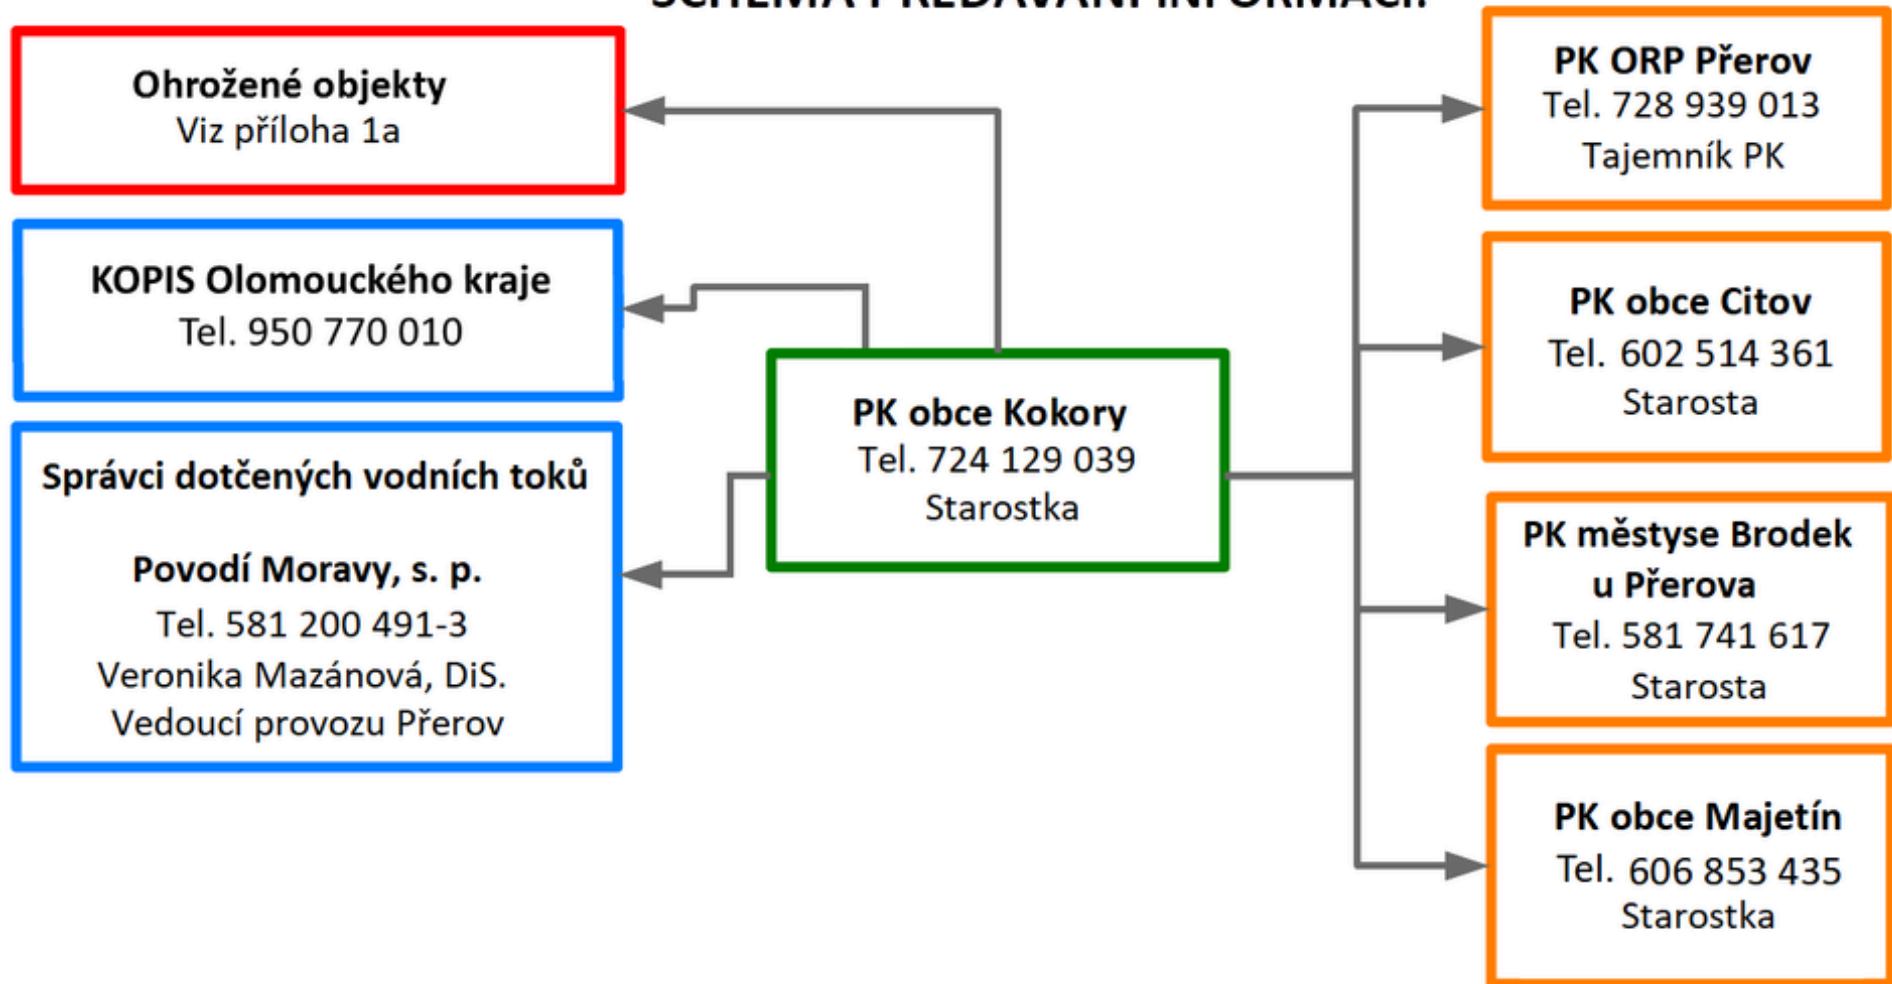 SCHÉMA PŘEDÁVÁNÍ INFORMACÍ:
Ohrožené objekty
Viz příloha 1a
KOPIS Olomouckého kraje
Tel. 950 770 010
Správci dotčených vodních toků
Povodí Moravy, s. p.
Tel. 581 200 491-3
Veronika Mazánová, DiS.
Vedoucí provozu Přerov
PK obce Kokory
Tel. 724 129 039
Starostka
PK ORP Přerov
Tel. 728 939 013
Tajemník PK
PK obce Citov
Tel. 602 514 361
Starosta
PK městyse Brodek
u Přerova
Tel. 581 741 617
Starosta
PK obce Majetín
Tel. 606 853 435
Starostka